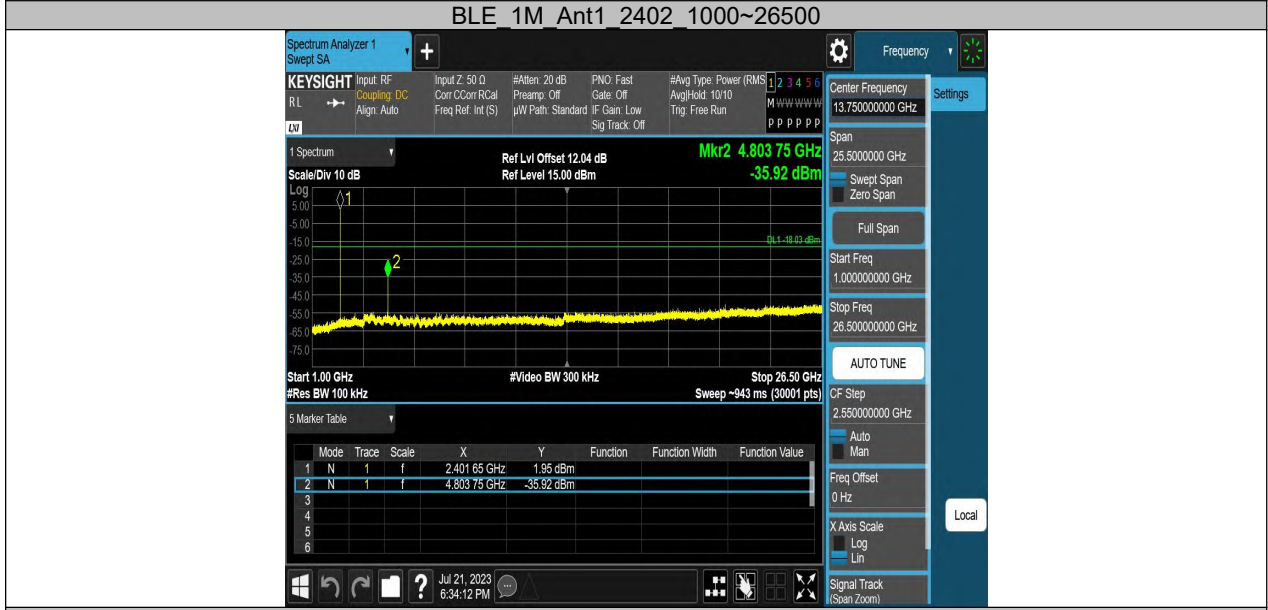 BLE_1M_Ant1_2402_1000~26500
Spectrum Analyzer 1
Swept SA
+
Frequency
KEYSIGHT
RL
LXI
Input: RF
Coupling: DC
Align: Auto
Input Z: 50 Ω
Corr CCorr RCal
Freq Ref: Int (S)
#Atten: 20 dB
Preamp: Off
µW Path: Standard
PNO: Fast
Gate: Off
IF Gain: Low
Sig Track: Off
#Avg Type: Power (RMS
Avg|Hold: 10/10
Trig: Free Run
1 2 3 4 5 6
M W W W W W
P P P P P P
1 Spectrum
Scale/Div 10 dB
Ref Lvl Offset 12.04 dB
Ref Level 15.00 dBm
Mkr2 4.803 75 GHz
-35.92 dBm
Log
5.00
-5.00
-15.0
-25.0
-35.0
-45.0
-55.0
-65.0
-75.0
1
2
DL1 -18.03 dBm
Start 1.00 GHz
#Res BW 100 kHz
#Video BW 300 kHz
Stop 26.50 GHz
Sweep ~943 ms (30001 pts)
5 Marker Table
Mode Trace Scale X Y Function Function Width Function Value
1 N 1 f 2.401 65 GHz 1.95 dBm
2 N 1 f 4.803 75 GHz -35.92 dBm
3
4
5
6
?
Jul 21, 2023
6:34:12 PM
Center Frequency
13.750000000 GHz
Settings
Span
25.5000000 GHz
Swept Span
Zero Span
Full Span
Start Freq
1.000000000 GHz
Stop Freq
26.500000000 GHz
AUTO TUNE
CF Step
2.550000000 GHz
Auto
Man
Freq Offset
0 Hz
X Axis Scale
Log
Lin
Local
Signal Track
(Span Zoom)